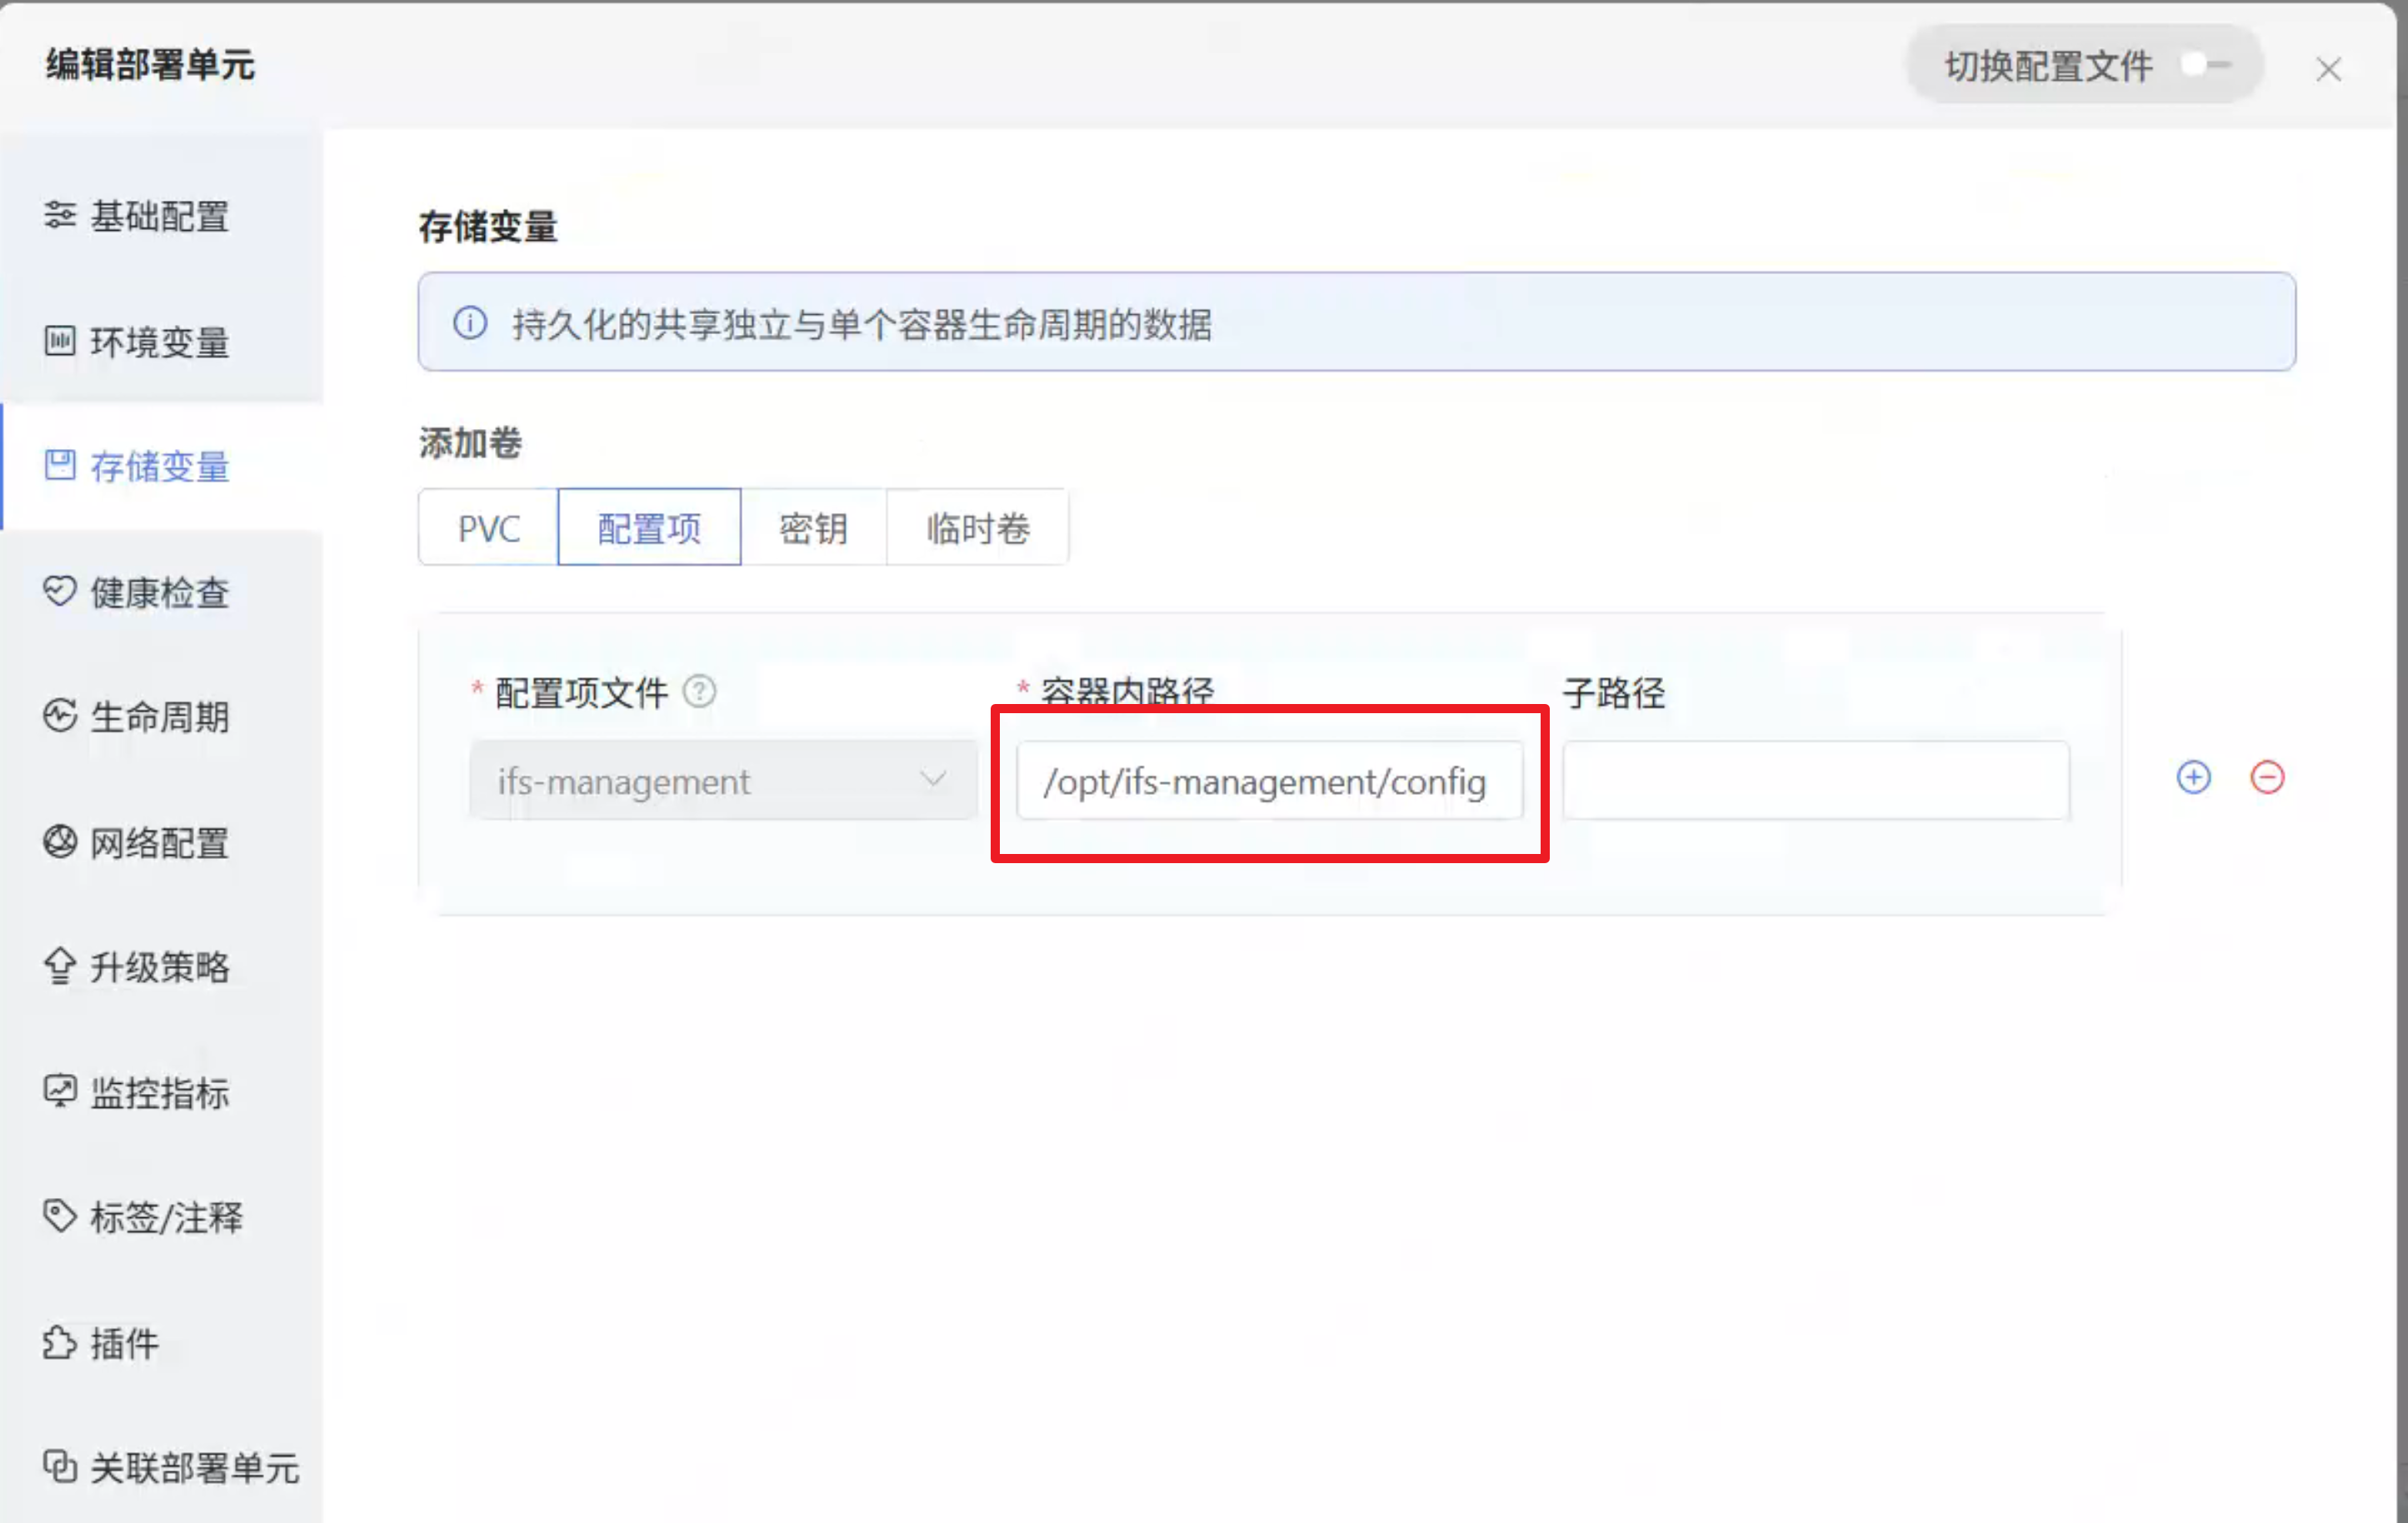 编辑部署单元
切换配置文件
基础配置
环境变量
存储变量
健康检查
生命周期
网络配置
升级策略
监控指标
标签/注释
插件
关联部署单元
存储变量
持久化的共享独立与单个容器生命周期的数据
添加卷
PVC 配置项 密钥 临时卷
* 配置项文件 * 容器内路径 子路径
ifs-management /opt/ifs-management/config